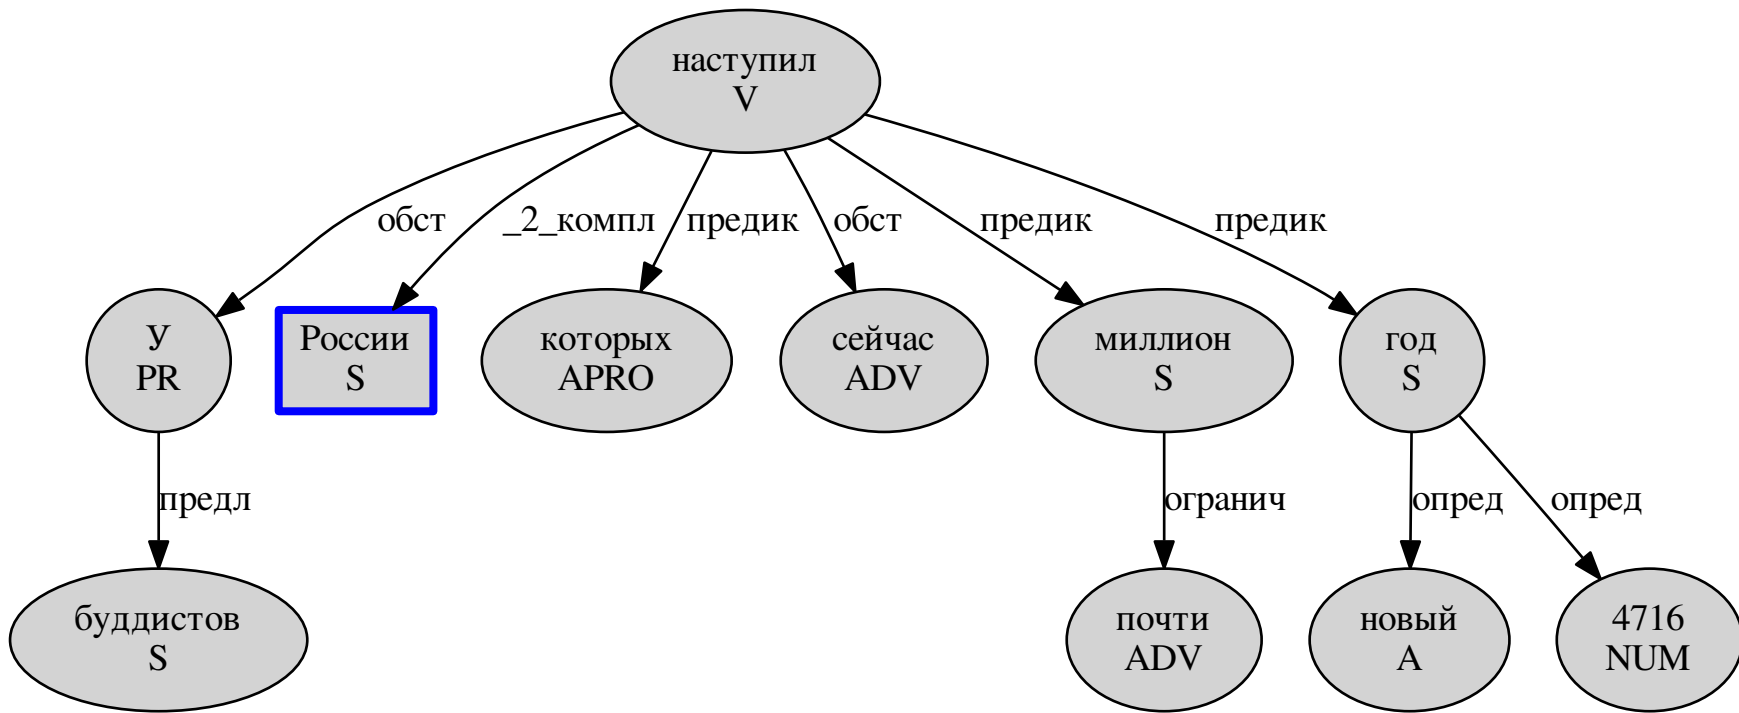 наступил
V
обст
_2_компл
предик
обст
предик
предик
У
PR
России
S
которых
APRO
сейчас
ADV
миллион
S
год
S
предл
огранич
опред
опред
буддистов
S
почти
ADV
новый
A
4716
NUM